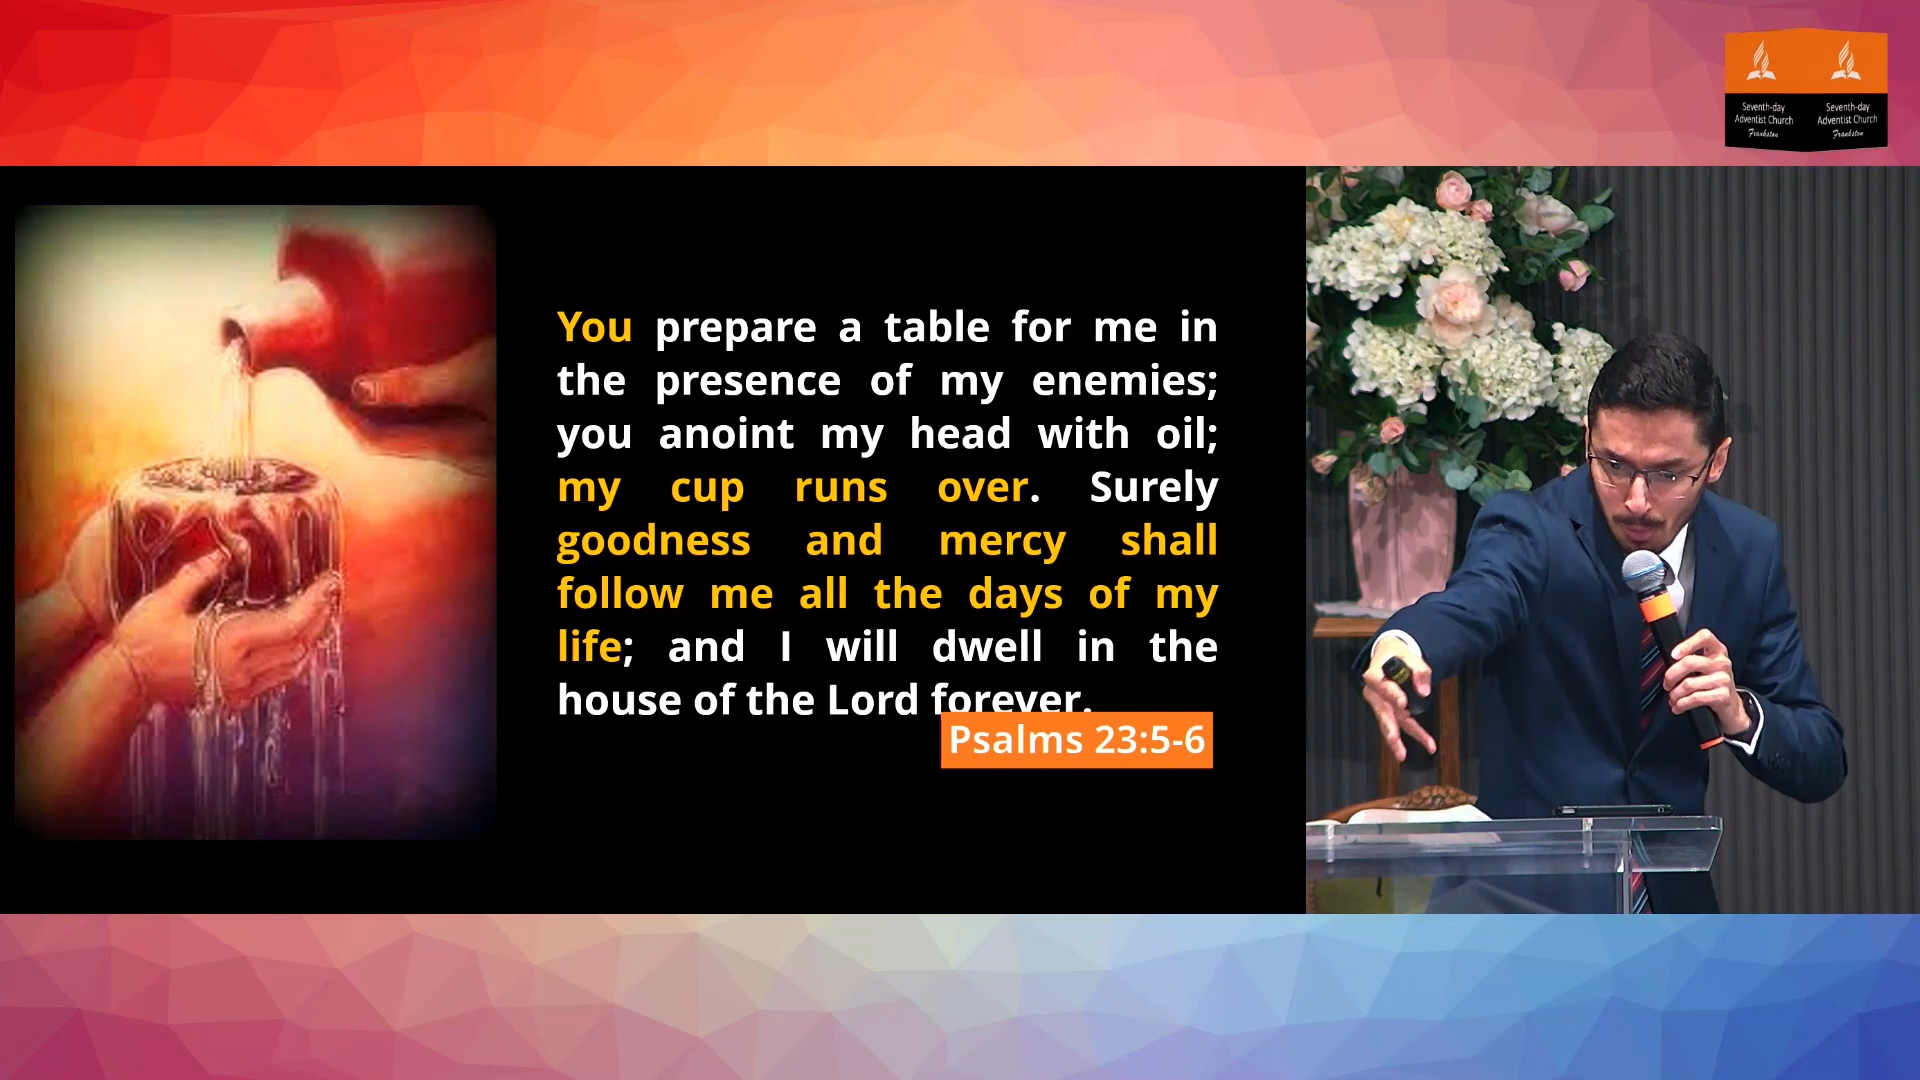 Seventh-day
Adventist Church
Frankston
Seventh-day
Adventist Church
Frankston
You prepare a table for me in
the presence of my enemies;
you anoint my head with oil;
my cup runs over. Surely
goodness and mercy shall
follow me all the days of my
life; and I will dwell in the
house of the Lord forever.
Psalms 23:5-6